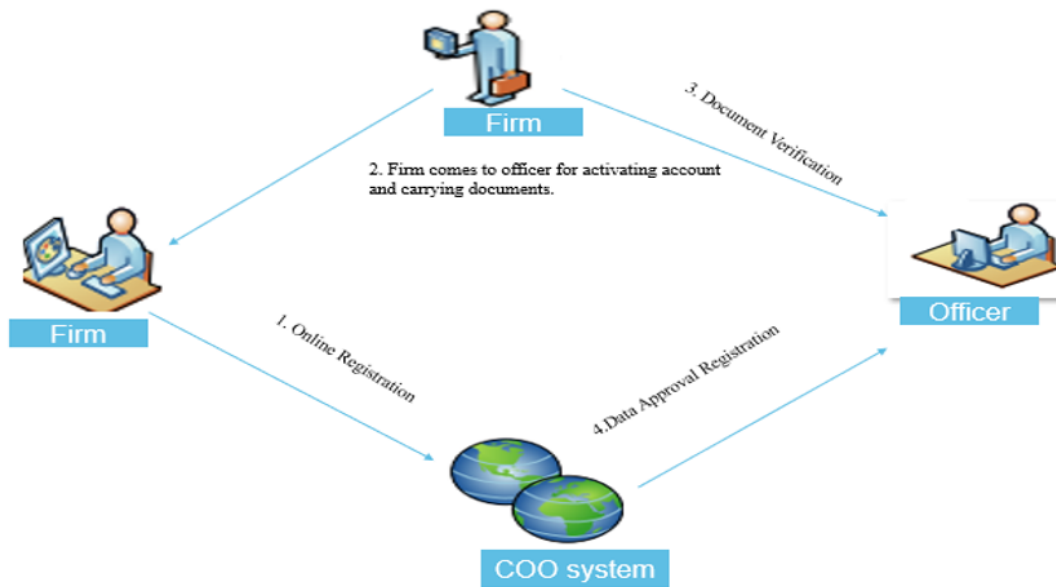 Firm
3. Document Verification
2. Firm comes to officer for activating account
and carrying documents.
Firm
Officer
1. Online Registration
4.Data Approval Registration
COO system